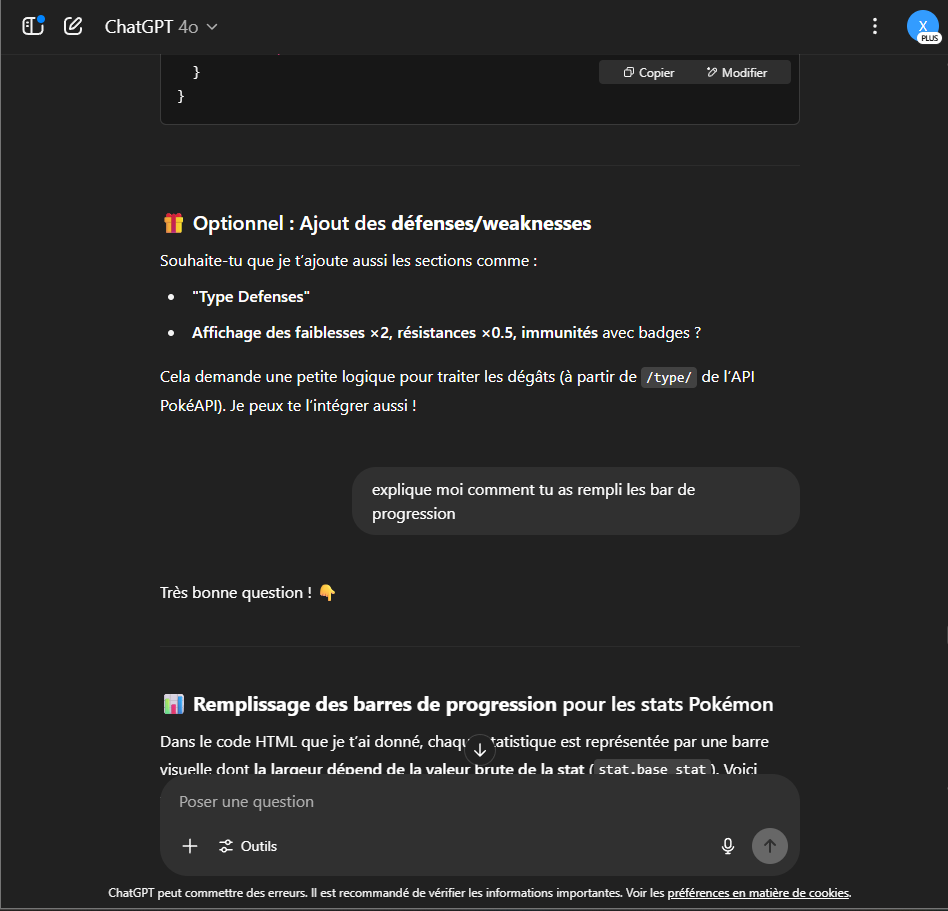 ChatGPT 4o
X
PLUS
}
Copier
Modifier
}
Optionnel : Ajout des défenses/weaknesses
Souhaite-tu que je t'ajoute aussi les sections comme :
"Type Defenses"
Affichage des faiblesses ×2, résistances ×0.5, immunités avec badges ?
Cela demande une petite logique pour traiter les dégâts (à partir de /type/ de l'API
PokéAPI). Je peux te l'intégrer aussi !
explique moi comment tu as rempli les bar de
progression
Très bonne question !
Remplissage des barres de progression pour les stats Pokémon
Dans le code HTML que je t'ai donné, chaqu tatistique est représentée par une barre
visuelle dont la largeur dépend de la valeur brute de la stat (stat.base_stat). Voici
Poser une question
Outils
ChatGPT peut commettre des erreurs. Il est recommandé de vérifier les informations importantes. Voir les préférences en matière de cookies.